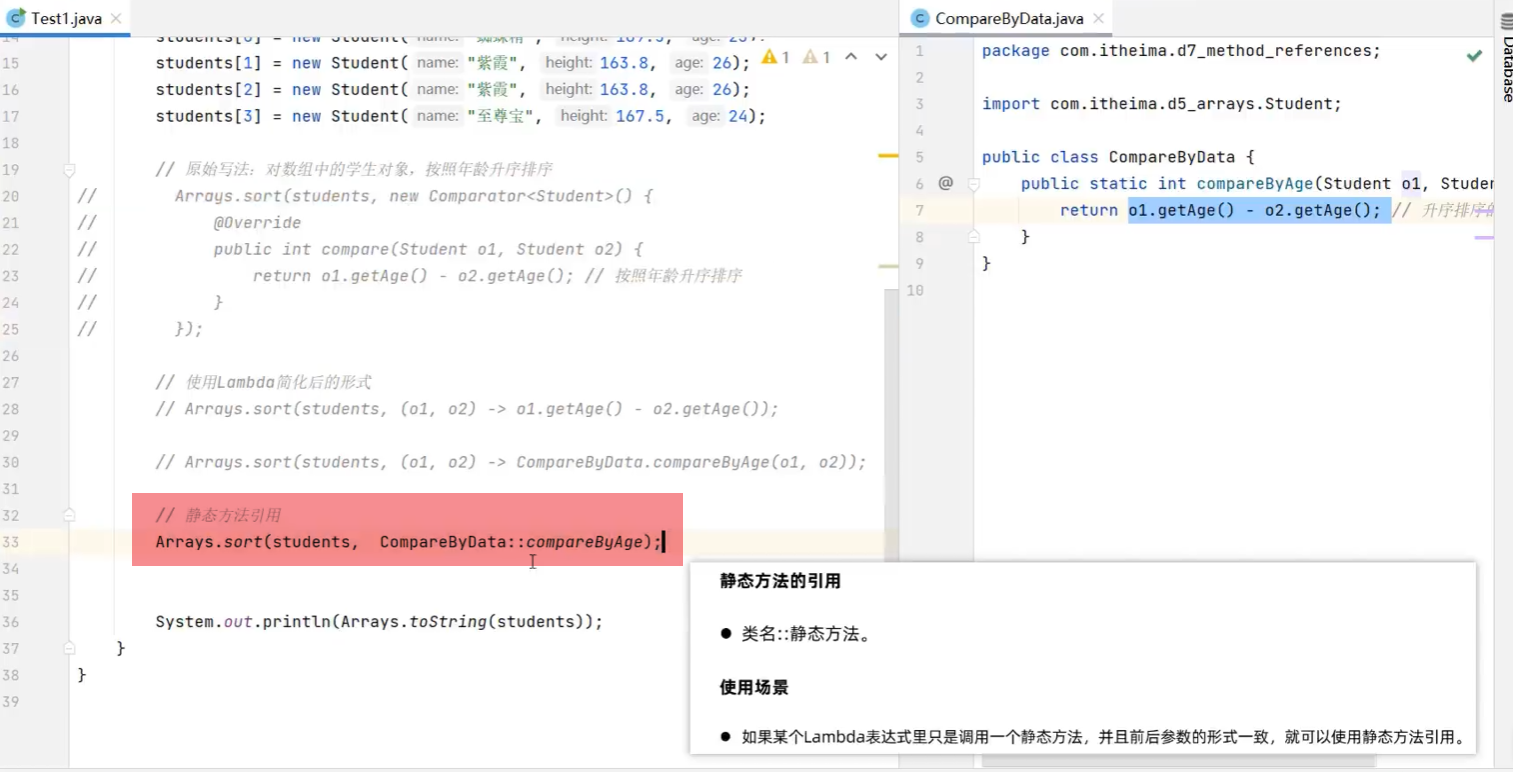 Test1.java
CompareByData.java
Database
14 students[0] = new Student( name: "蜘蛛精", height: 169.5, age: 23);
15 students[1] = new Student( name: "紫霞", height: 163.8, age: 26);
1 1
16 students[2] = new Student( name: "紫霞", height: 163.8, age: 26);
17 students[3] = new Student( name: "至尊宝", height: 167.5, age: 24);
18
19 // 原始写法：对数组中的学生对象，按照年龄升序排序
20 // Arrays.sort(students, new Comparator<Student>() {
21 // @Override
22 // public int compare(Student o1, Student o2) {
23 // return o1.getAge() - o2.getAge(); // 按照年龄升序排序
24 // }
25 // });
26
27 // 使用Lambda简化后的形式
28 // Arrays.sort(students, (o1, o2) -> o1.getAge() - o2.getAge());
29
30 // Arrays.sort(students, (o1, o2) -> CompareByData.compareByAge(o1, o2));
31
32 // 静态方法引用
33 Arrays.sort(students, CompareByData::compareByAge);
34
35
36 System.out.println(Arrays.toString(students));
37 }
38 }
39
1 package com.itheima.d7_method_references;
2
3 import com.itheima.d5_arrays.Student;
4
5 public class CompareByData {
6 @ public static int compareByAge(Student o1, Studen
7 return o1.getAge() - o2.getAge(); // 升序排序的
8 }
9 }
10
静态方法的引用
● 类名::静态方法。
使用场景
● 如果某个Lambda表达式里只是调用一个静态方法，并且前后参数的形式一致，就可以使用静态方法引用。